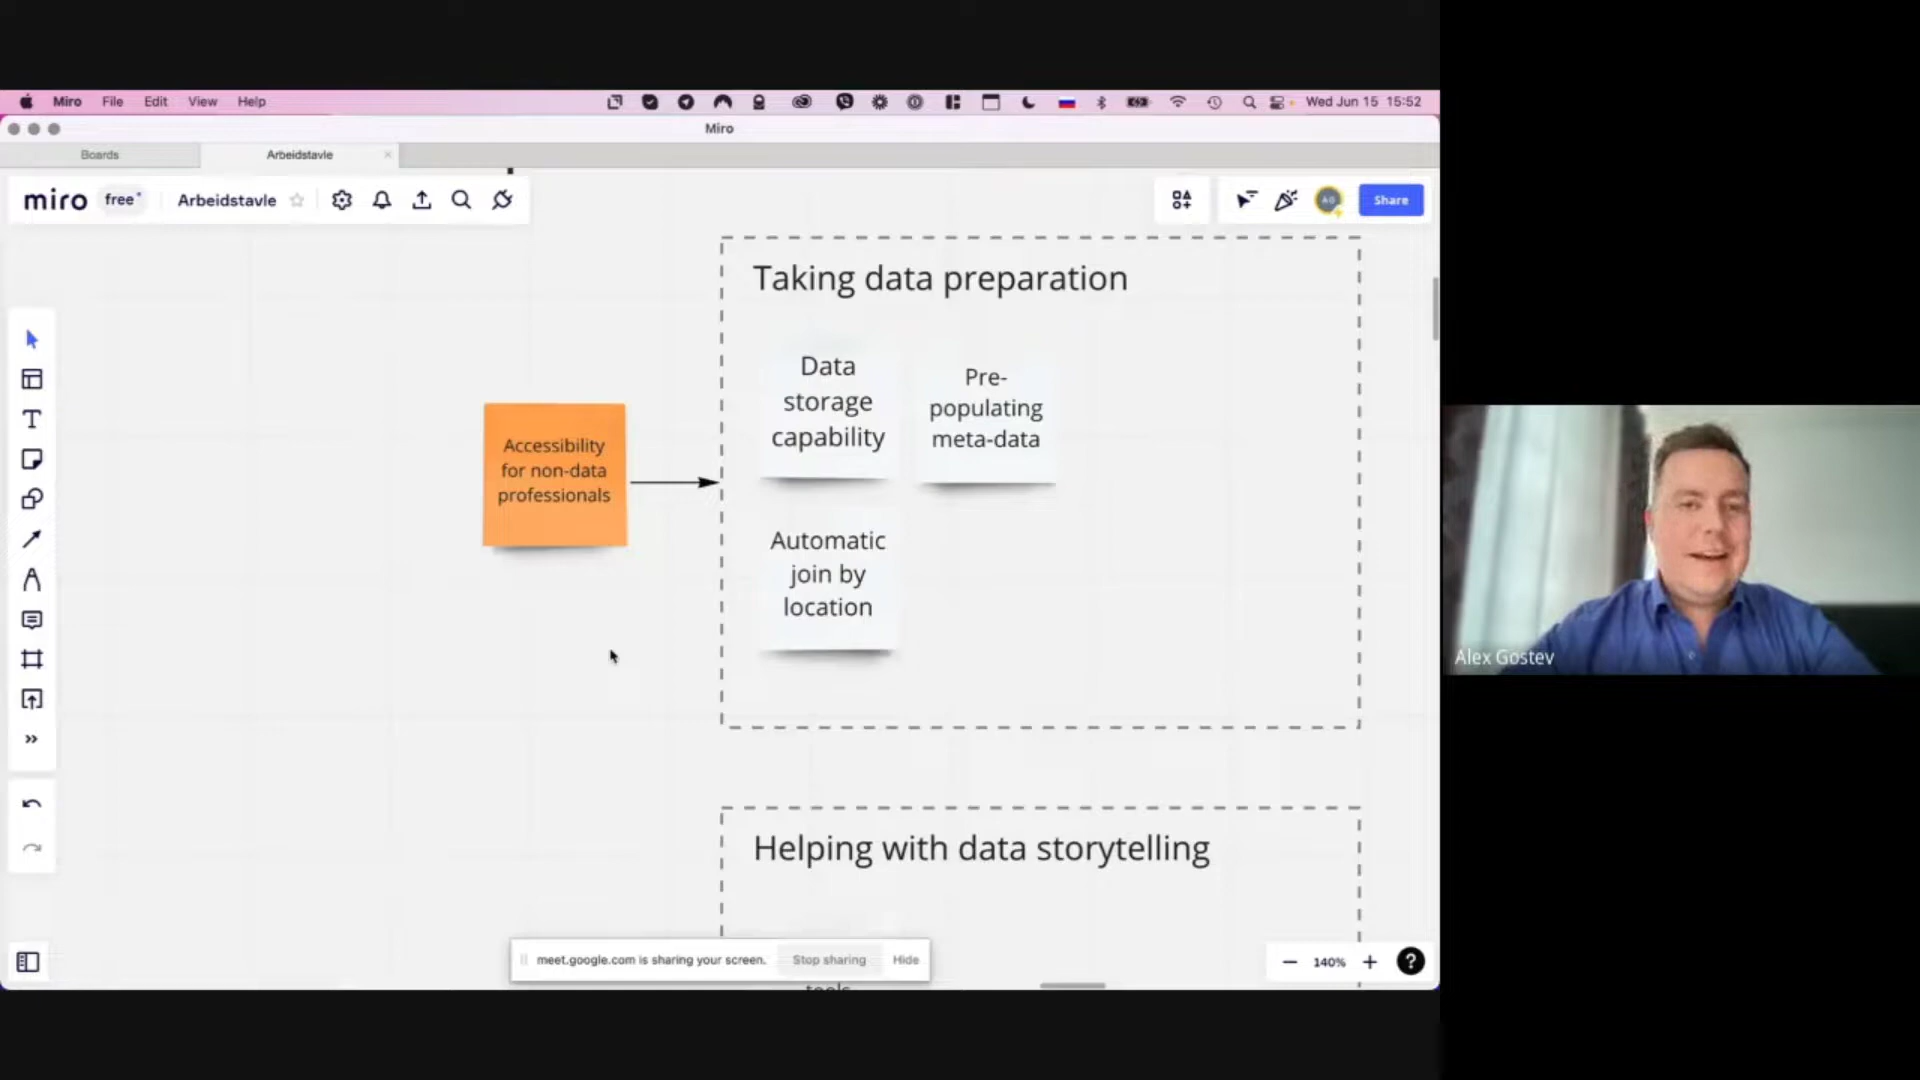 Miro File Edit View Help
Wed Jun 15 15:52
Miro
Boards
Arbeidstavle
miro free
Arbeidstavle
AG
Share
Taking data preparation
Data
storage
capability
Pre-
populating
meta-data
Accessibility
for non-data
professionals
Automatic
join by
location
Alex Gostev
Helping with data storytelling
meet.google.com is sharing your screen. Stop sharing Hide
140%
tools